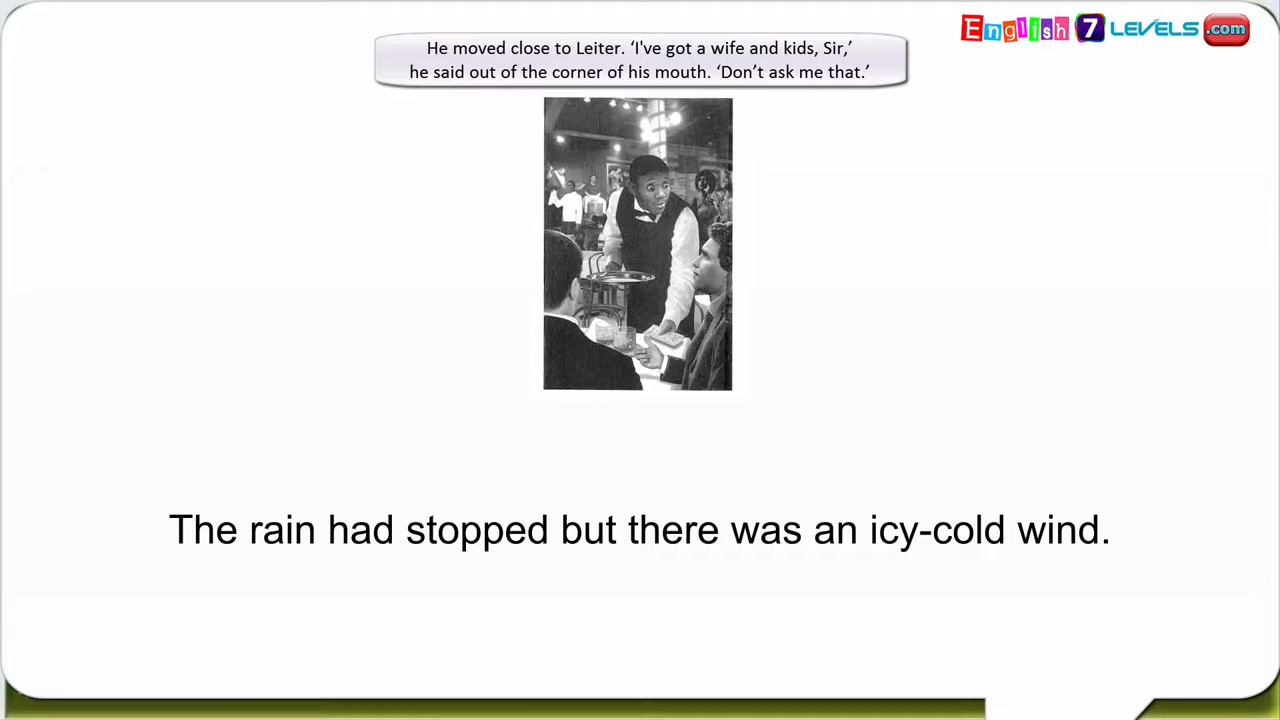 English 7 LEVELS .com
He moved close to Leiter. ‘I've got a wife and kids, Sir,’
he said out of the corner of his mouth. ‘Don’t ask me that.’
The rain had stopped but there was an icy-cold wind.